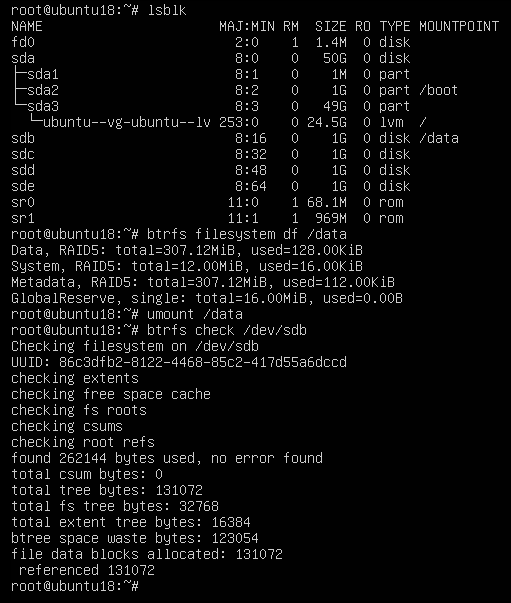 root@ubuntu18:~# lsblk
NAME                      MAJ:MIN RM  SIZE RO TYPE MOUNTPOINT
fd0                         2:0    1  1.4M  0 disk
sda                         8:0    0   50G  0 disk
├─sda1                      8:1    0    1M  0 part
├─sda2                      8:2    0    1G  0 part /boot
└─sda3                      8:3    0   49G  0 part
  └─ubuntu--vg-ubuntu--lv 253:0    0 24.5G  0 lvm  /
sdb                         8:16   0    1G  0 disk /data
sdc                         8:32   0    1G  0 disk
sdd                         8:48   0    1G  0 disk
sde                         8:64   0    1G  0 disk
sr0                        11:0    1 68.1M  0 rom
sr1                        11:1    1  969M  0 rom
root@ubuntu18:~# btrfs filesystem df /data
Data, RAID5: total=307.12MiB, used=128.00KiB
System, RAID5: total=12.00MiB, used=16.00KiB
Metadata, RAID5: total=307.12MiB, used=112.00KiB
GlobalReserve, single: total=16.00MiB, used=0.00B
root@ubuntu18:~# umount /data
root@ubuntu18:~# btrfs check /dev/sdb
Checking filesystem on /dev/sdb
UUID: 86c3dfb2-8122-4468-85c2-417d55a6dccd
checking extents
checking free space cache
checking fs roots
checking csums
checking root refs
found 262144 bytes used, no error found
total csum bytes: 0
total tree bytes: 131072
total fs tree bytes: 32768
total extent tree bytes: 16384
btree space waste bytes: 123054
file data blocks allocated: 131072
 referenced 131072
root@ubuntu18:~#